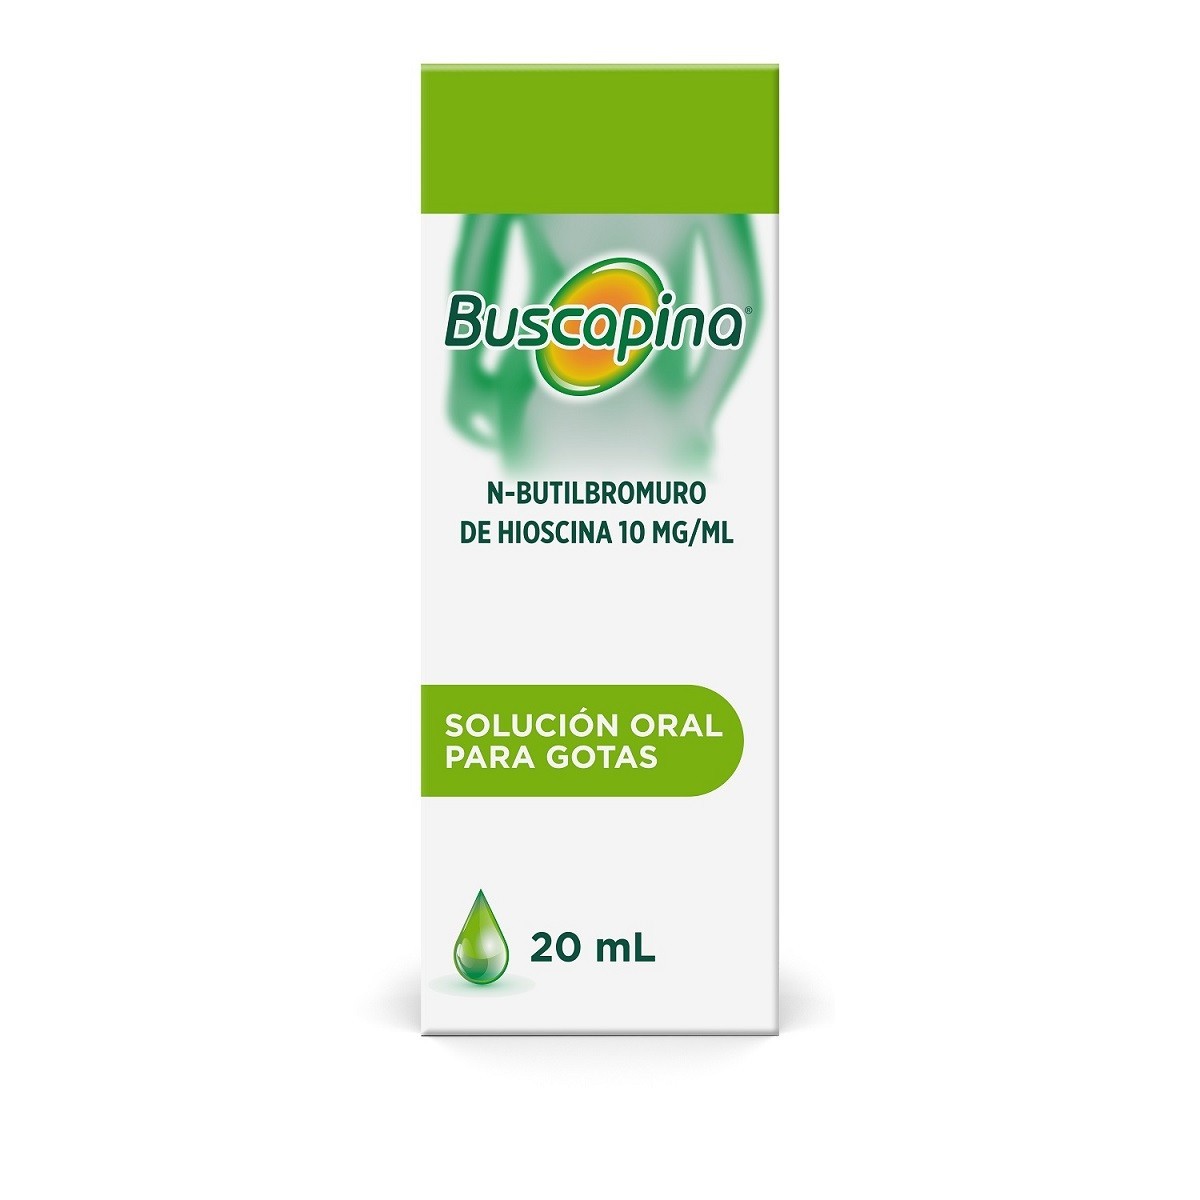 Buscapina®
N-BUTILBROMURO
DE HIOSCINA 10 MG/ML
SOLUCIÓN ORAL
PARA GOTAS
20 mL